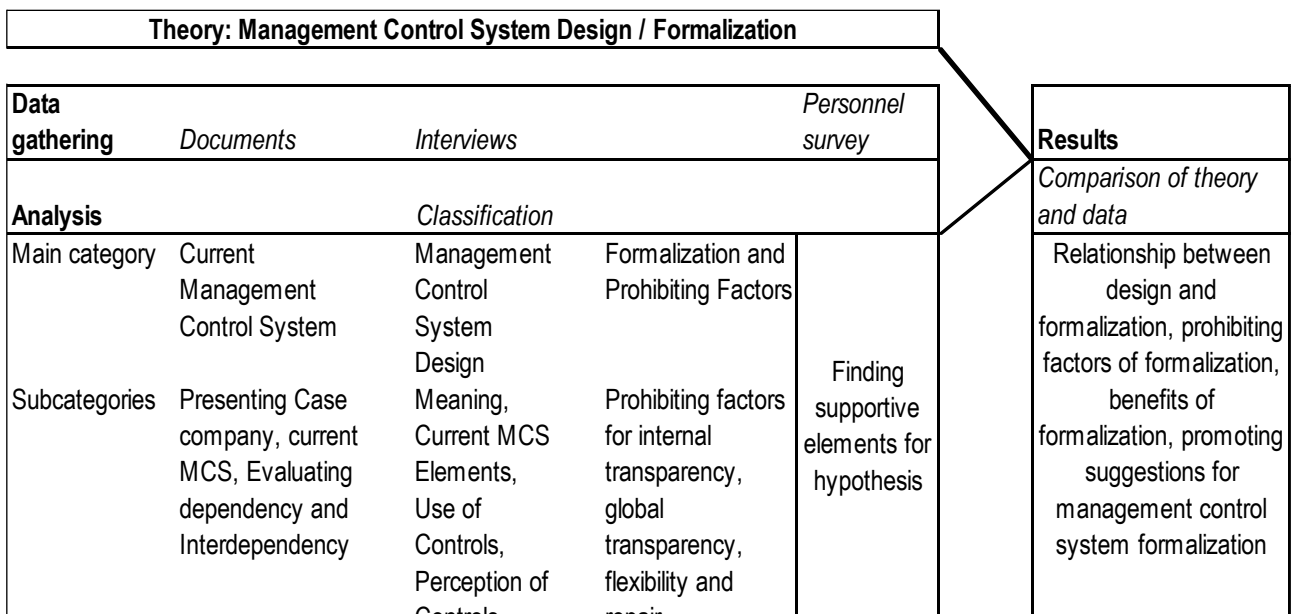 Theory: Management Control System Design / Formalization
Data gathering
Documents
Interviews
Personnel survey
Results
Analysis
Classification
Comparison of theory and data
Main category
Current
Management
Control System
Management
Control
System
Design
Formalization and
Prohibiting Factors
Finding
supportive
elements for
hypothesis
Relationship between
design and
formalization, prohibiting
factors of formalization,
benefits of
formalization, promoting
suggestions for
management control
system formalization
Subcategories
Presenting Case
company, current
MCS, Evaluating
dependency and
Interdependency
Meaning,
Current MCS
Elements,
Use of
Controls,
Perception of
Prohibiting factors
for internal
transparency,
global
transparency,
flexibility and